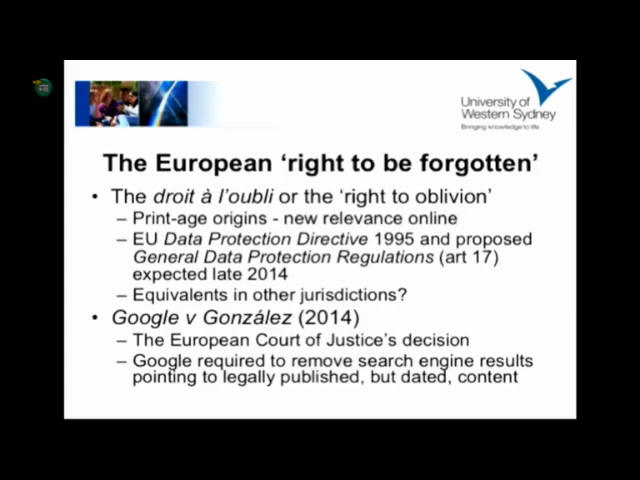 University of
Western Sydney
Bringing knowledge to life
The European ‘right to be forgotten’
• The droit à l’oubli or the ‘right to oblivion’
– Print-age origins - new relevance online
– EU Data Protection Directive 1995 and proposed
General Data Protection Regulations (art 17)
expected late 2014
– Equivalents in other jurisdictions?
• Google v González (2014)
– The European Court of Justice’s decision
– Google required to remove search engine results
pointing to legally published, but dated, content